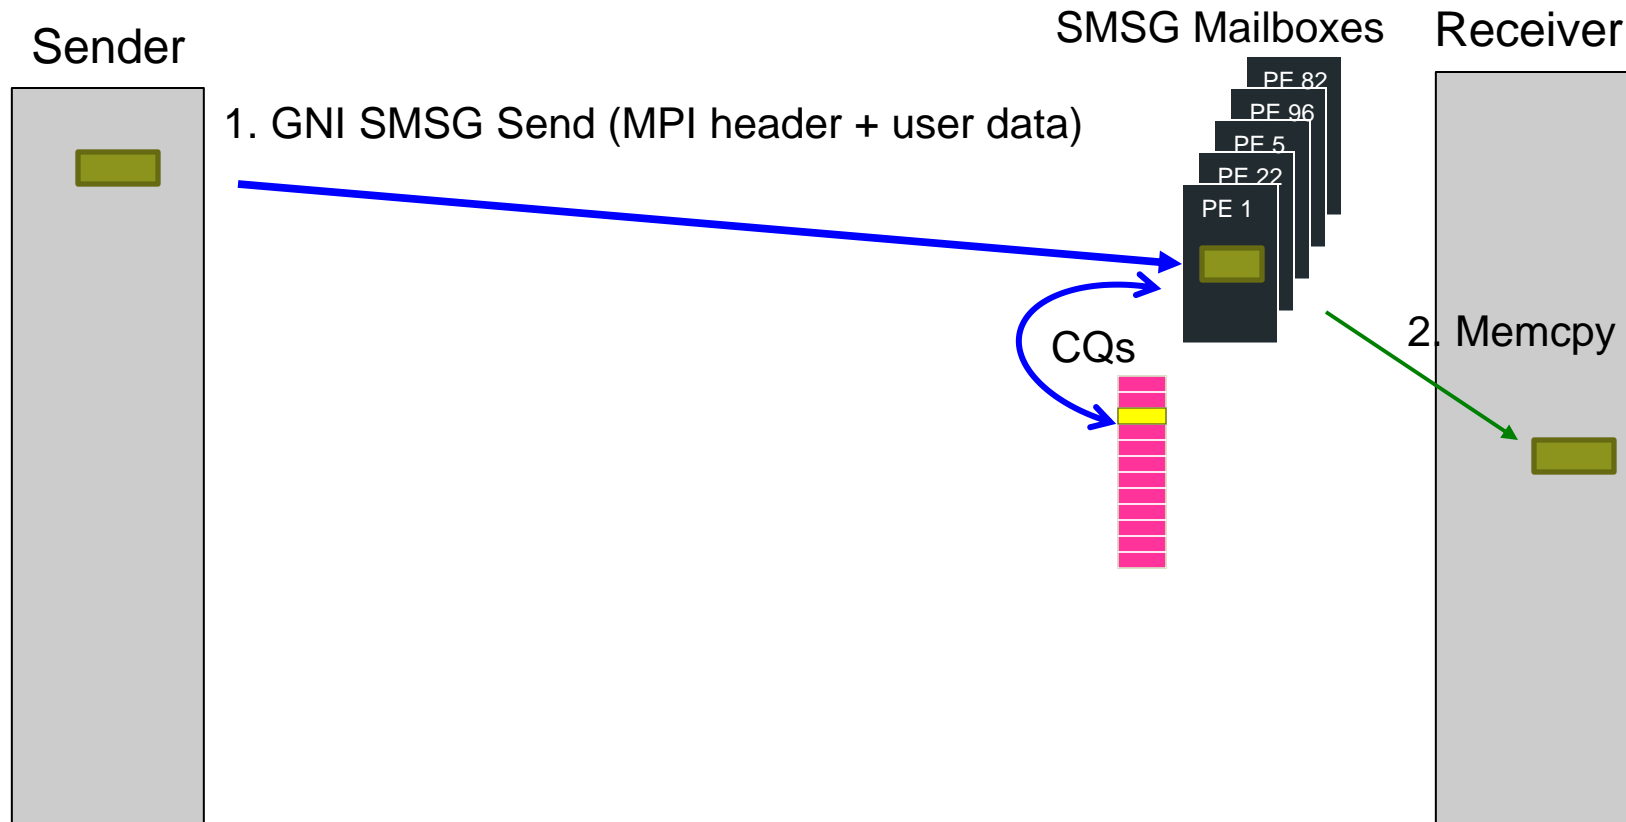 Sender
SMSG Mailboxes
Receiver
1. GNI SMSG Send (MPI header + user data)
PE 82
PE 96
PE 5
PE 22
PE 1
CQs
2. Memcpy